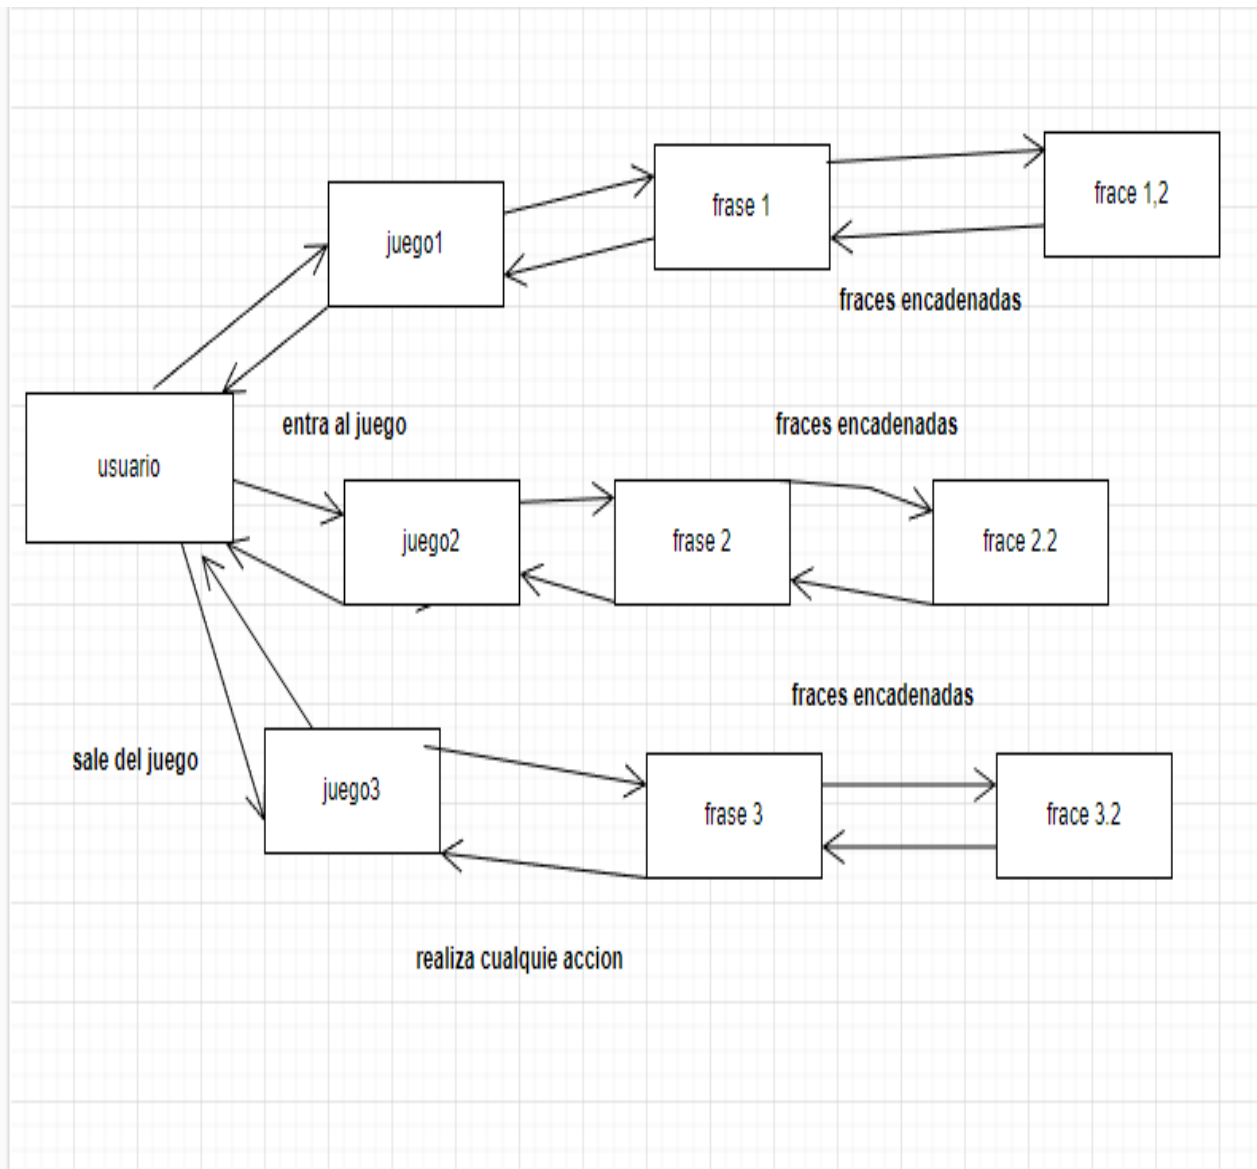 frace 1,2
frase 1
juego1
fraces encadenadas
entra al juego
fraces encadenadas
usuario
juego2
frase 2
frace 2.2
fraces encadenadas
sale del juego
juego3
frase 3
frace 3.2
realiza cualquie accion